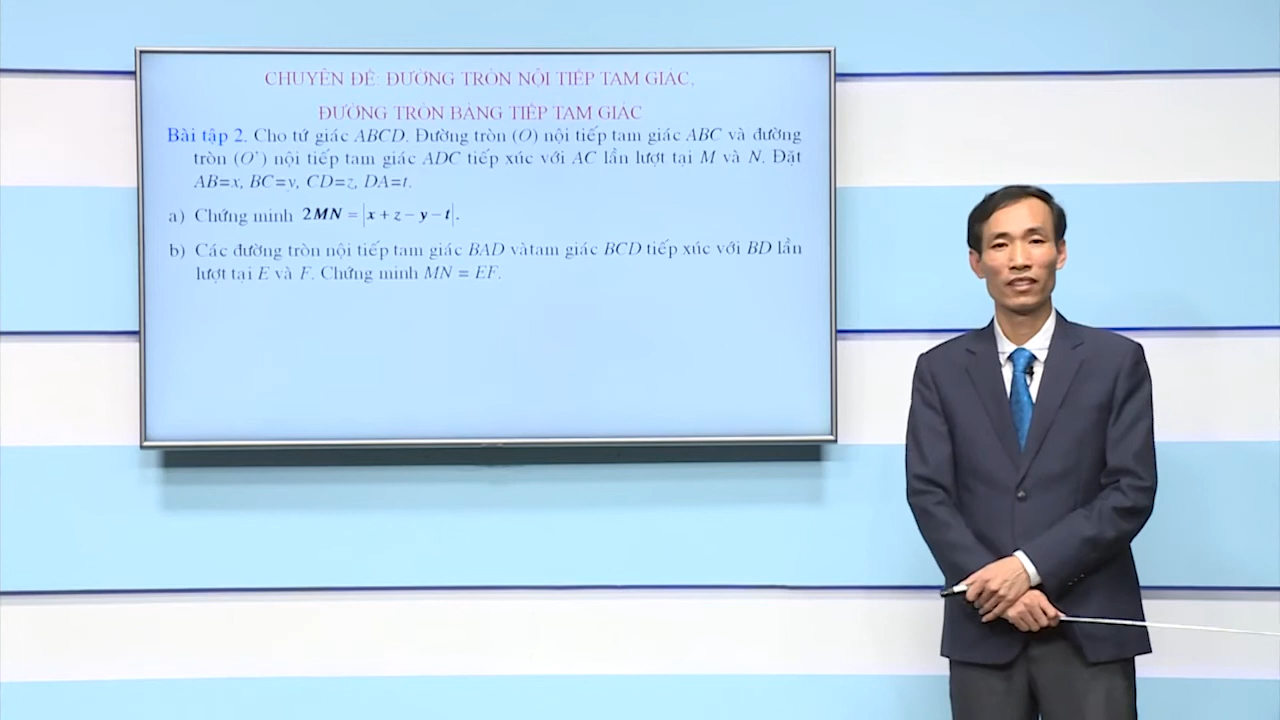 CHUYÊN ĐỀ: ĐƯỜNG TRÒN NỘI TIẾP TAM GIÁC,
ĐƯỜNG TRÒN BÀNG TIẾP TAM GIÁC
Bài tập 2. Cho tứ giác ABCD. Đường tròn (O) nội tiếp tam giác ABC và đường
tròn (O') nội tiếp tam giác ADC tiếp xúc với AC lần lượt tại M và N. Đặt
AB=x, BC=y, CD=z, DA=t.
a) Chứng minh 2MN = |x + z − y − t|.
b) Các đường tròn nội tiếp tam giác BAD vàtam giác BCD tiếp xúc với BD lần
lượt tại E và F. Chứng minh MN = EF.